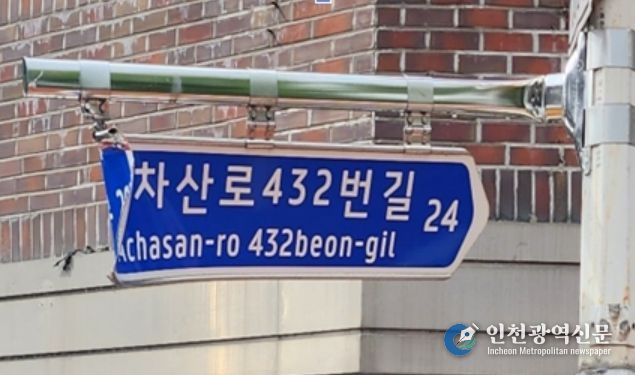 차산로432번길 24
Achasan-ro 432beon-gil
인천광역신문
Incheon Metropolitan newspaper